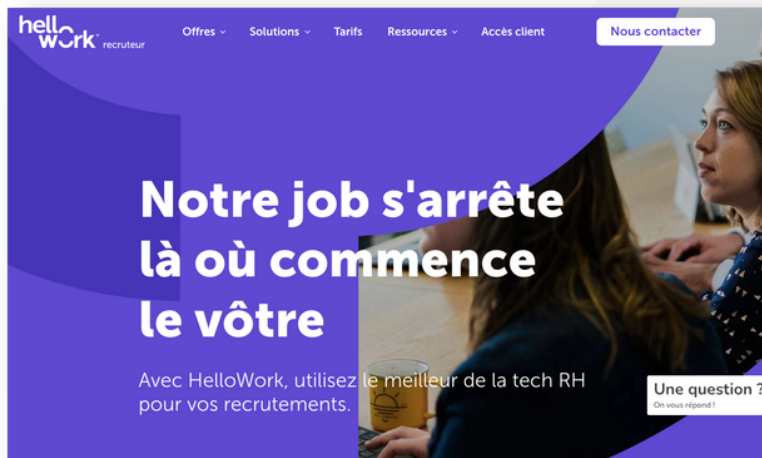 hello
work recruteur
Offres Solutions Tarifs Ressources Accès client Nous contacter
Notre job s'arrête
là où commence
le vôtre
Avec HelloWork, utilisez le meilleur de la tech RH
pour vos recrutements.
Une question ?
On vous répond !